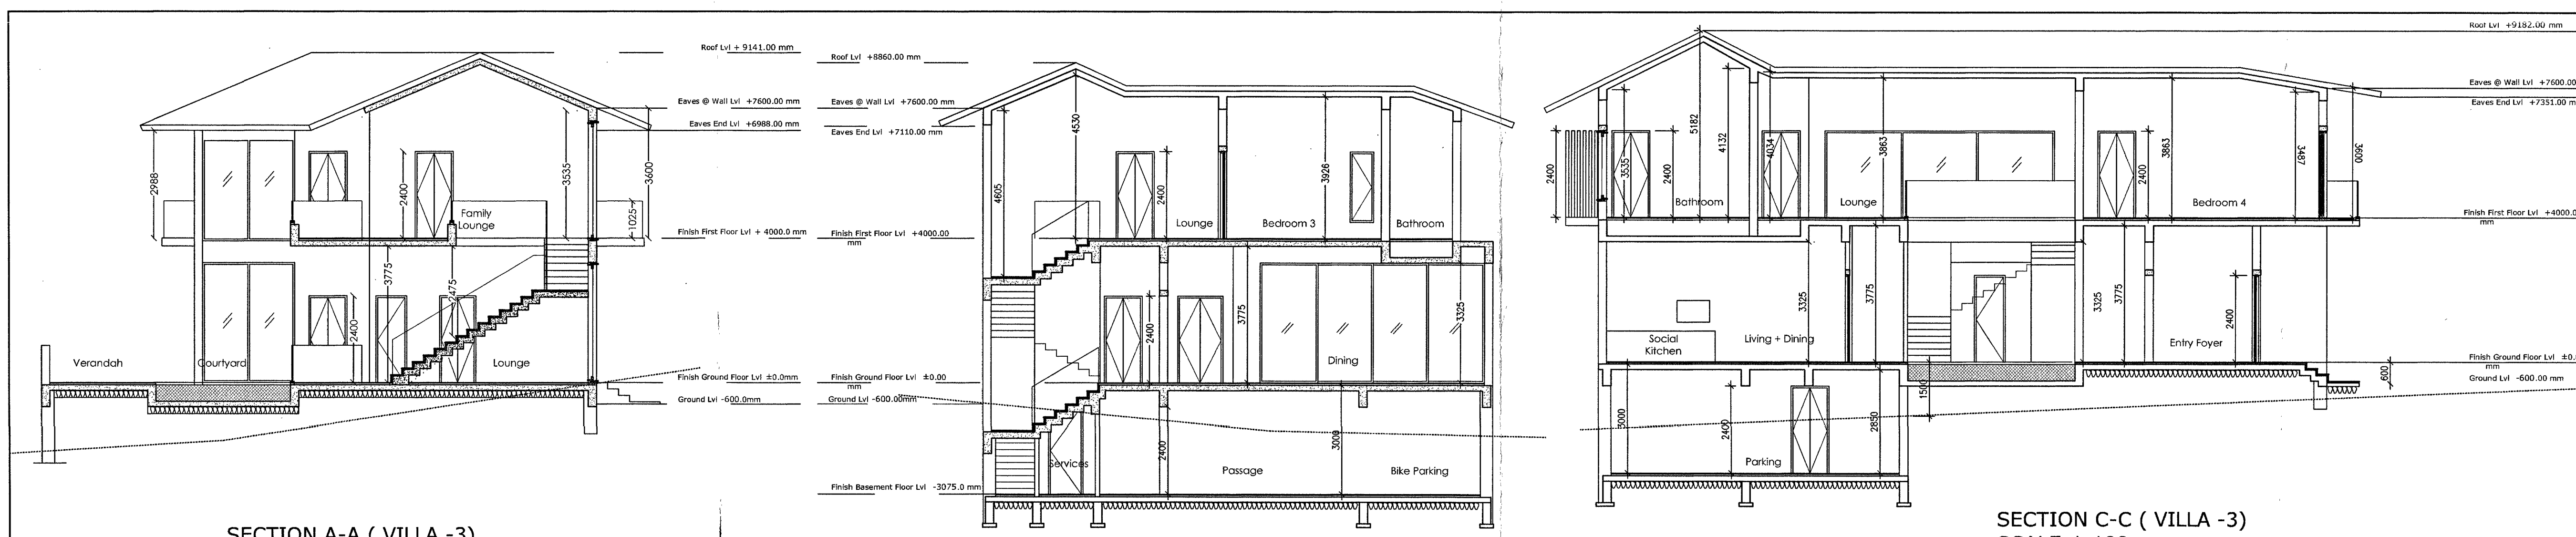 Roof Lvl + 9141.00 mm
Eaves @ Wall Lvl +7600.00 mm
Eaves End Lvl +6988.00 mm
2988
2400
3535
3600
1025
Family
Lounge
Finish First Floor Lvl + 4000.0 mm
3775
2475
2400
Verandah
Courtyard
Lounge
Finish Ground Floor Lvl ±0.0mm
Ground Lvl -600.0mm
SECTION A-A ( VILLA -3)
Roof Lvl +8860.00 mm
Eaves @ Wall Lvl +7600.00 mm
Eaves End Lvl +7110.00 mm
4530
4605
2400
3926
Lounge
Bedroom 3
Bathroom
Finish First Floor Lvl +4000.00
mm
3775
3325
2400
Dining
Finish Ground Floor Lvl ±0.00
mm
Ground Lvl -600.00mm
2400
3000
Services
Passage
Bike Parking
Finish Basement Floor Lvl -3075.0 mm
Roof Lvl +9182.00 mm
Eaves @ Wall Lvl +7600.0
Eaves End Lvl +7351.00 m
2400
3535
2400
5182
4132
4034
3863
2400
3863
3487
3600
Bathroom
Lounge
Bedroom 4
Finish First Floor Lvl +4000.0
mm
3325
3775
3325
3775
2400
Social
Kitchen
Living + Dining
Entry Foyer
Finish Ground Floor Lvl ±0.0
mm
Ground Lvl -600.00 mm
600
1500
3000
2400
2850
Parking
SECTION C-C ( VILLA -3)